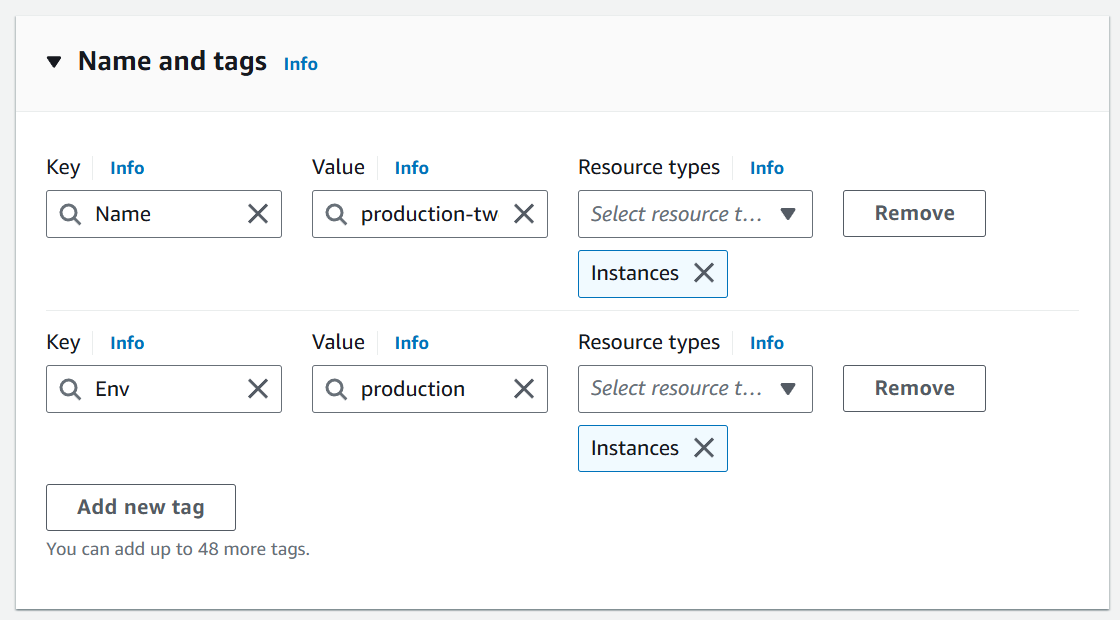 Name and tags Info
Key Info Value Info Resource types Info
Name production-tw Select resource t... Remove
Instances
Key Info Value Info Resource types Info
Env production Select resource t... Remove
Instances
Add new tag
You can add up to 48 more tags.